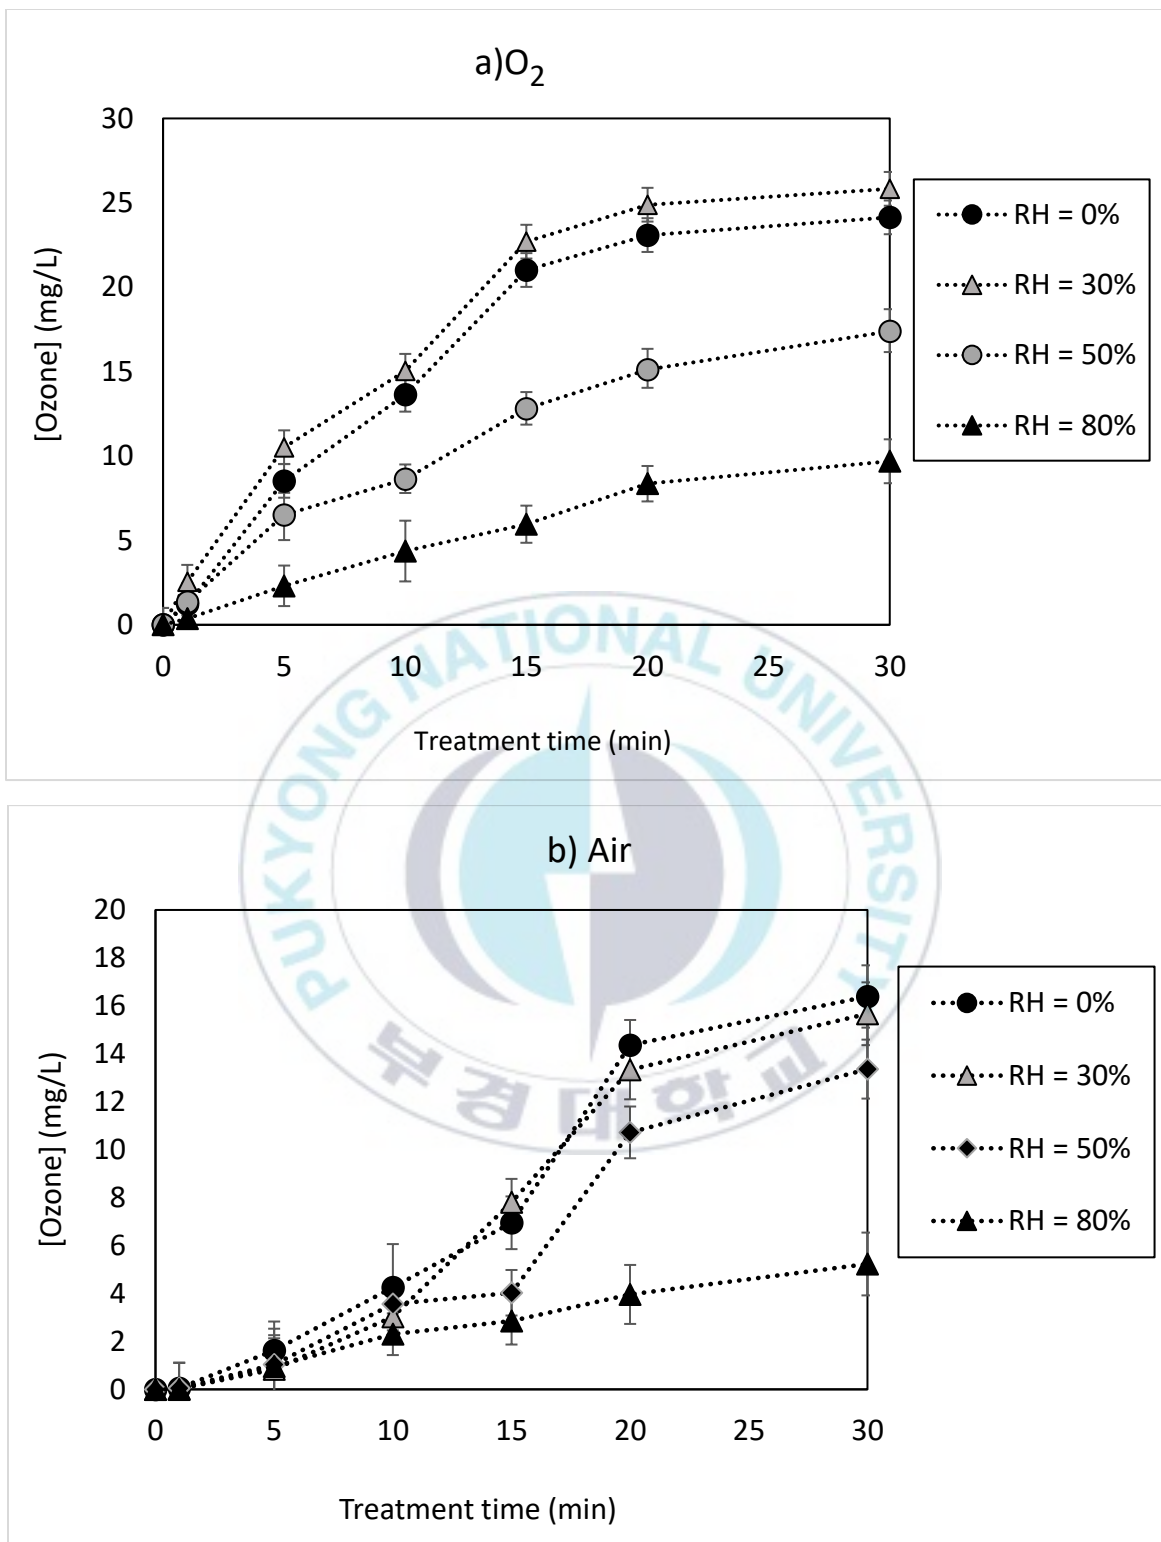 a)O₂
30
25
20
15
10
5
0
[Ozone] (mg/L)
0 5 10 15 20 25 30
Treatment time (min)
RH = 0%
RH = 30%
RH = 50%
RH = 80%
PUKYONG NATIONAL UNIVERSITY
부경대학교
b) Air
20
18
16
14
12
10
8
6
4
2
0
[Ozone] (mg/L)
0 5 10 15 20 25 30
Treatment time (min)
RH = 0%
RH = 30%
RH = 50%
RH = 80%